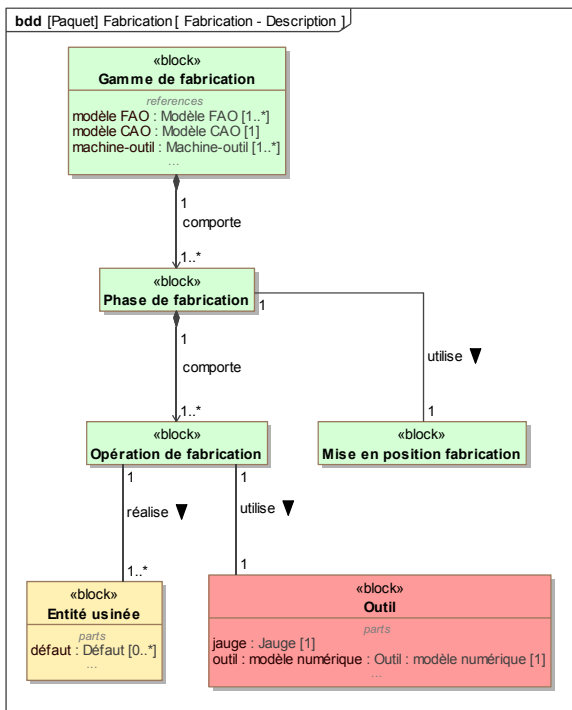 bdd [Paquet] Fabrication [ Fabrication - Description ]
«block»
Gamme de fabrication
references
modèle FAO : Modèle FAO [1..*]
modèle CAO : Modèle CAO [1]
machine-outil : Machine-outil [1..*]
...
1
comporte
1..*
«block»
Phase de fabrication
1
1
comporte
utilise
1..*
1
«block»
Opération de fabrication
«block»
Mise en position fabrication
1
1
réalise
utilise
1..*
1
«block»
Entité usinée
parts
défaut : Défaut [0..*]
...
«block»
Outil
parts
jauge : Jauge [1]
outil : modèle numérique : Outil : modèle numérique [1]
...